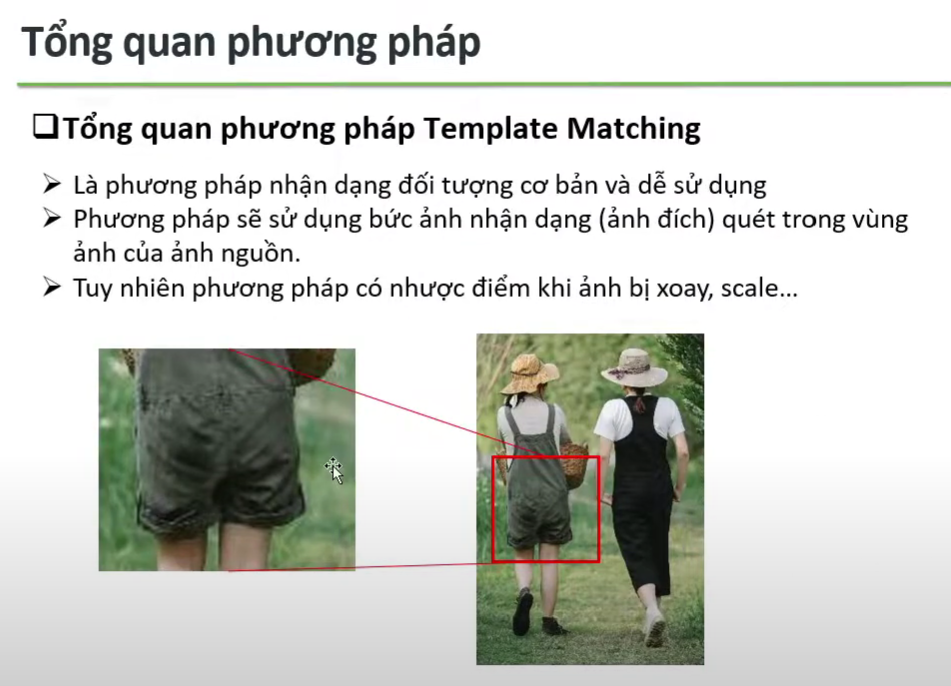 Tổng quan phương pháp
Tổng quan phương pháp Template Matching
Là phương pháp nhận dạng đối tượng cơ bản và dễ sử dụng
Phương pháp sẽ sử dụng bức ảnh nhận dạng (ảnh đích) quét trong vùng
ảnh của ảnh nguồn.
Tuy nhiên phương pháp có nhược điểm khi ảnh bị xoay, scale...